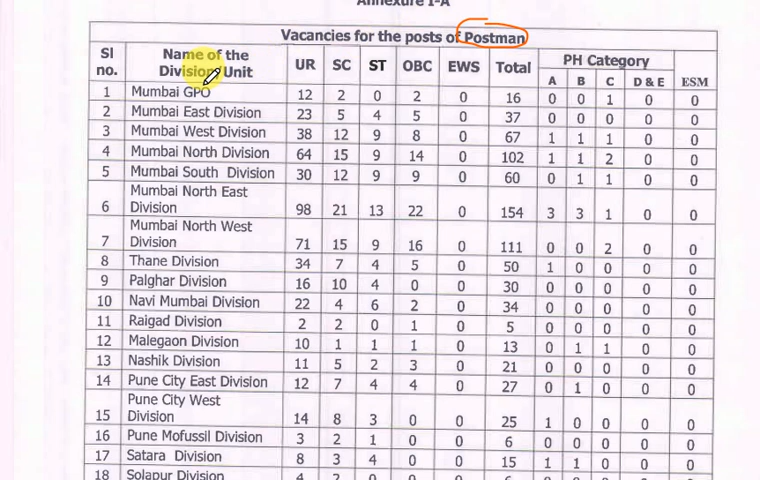 Annexure I-A
Vacancies for the posts of Postman
Sl no. Name of the Division/Unit UR SC ST OBC EWS Total PH Category ESM
A B C D & E
1 Mumbai GPO 12 2 0 2 0 16 0 0 1 0 0
2 Mumbai East Division 23 5 4 5 0 37 0 0 0 0 0
3 Mumbai West Division 38 12 9 8 0 67 1 1 1 0 0
4 Mumbai North Division 64 15 9 14 0 102 1 1 2 0 0
5 Mumbai South Division 30 12 9 9 0 60 0 1 1 0 0
6 Mumbai North East Division 98 21 13 22 0 154 3 3 1 0 0
7 Mumbai North West Division 71 15 9 16 0 111 0 0 2 0 0
8 Thane Division 34 7 4 5 0 50 1 0 0 0 0
9 Palghar Division 16 10 4 0 0 30 0 0 0 0 0
10 Navi Mumbai Division 22 4 6 2 0 34 0 0 0 0 0
11 Raigad Division 2 2 0 1 0 5 0 0 0 0 0
12 Malegaon Division 10 1 1 1 0 13 0 1 1 0 0
13 Nashik Division 11 5 2 3 0 21 0 0 0 0 0
14 Pune City East Division 12 7 4 4 0 27 0 1 0 0 0
15 Pune City West Division 14 8 3 0 0 25 1 0 0 0 0
16 Pune Mofussil Division 3 2 1 0 0 6 0 0 0 0 0
17 Satara Division 8 3 4 0 0 15 1 1 0 0 0
18 Solapur Division